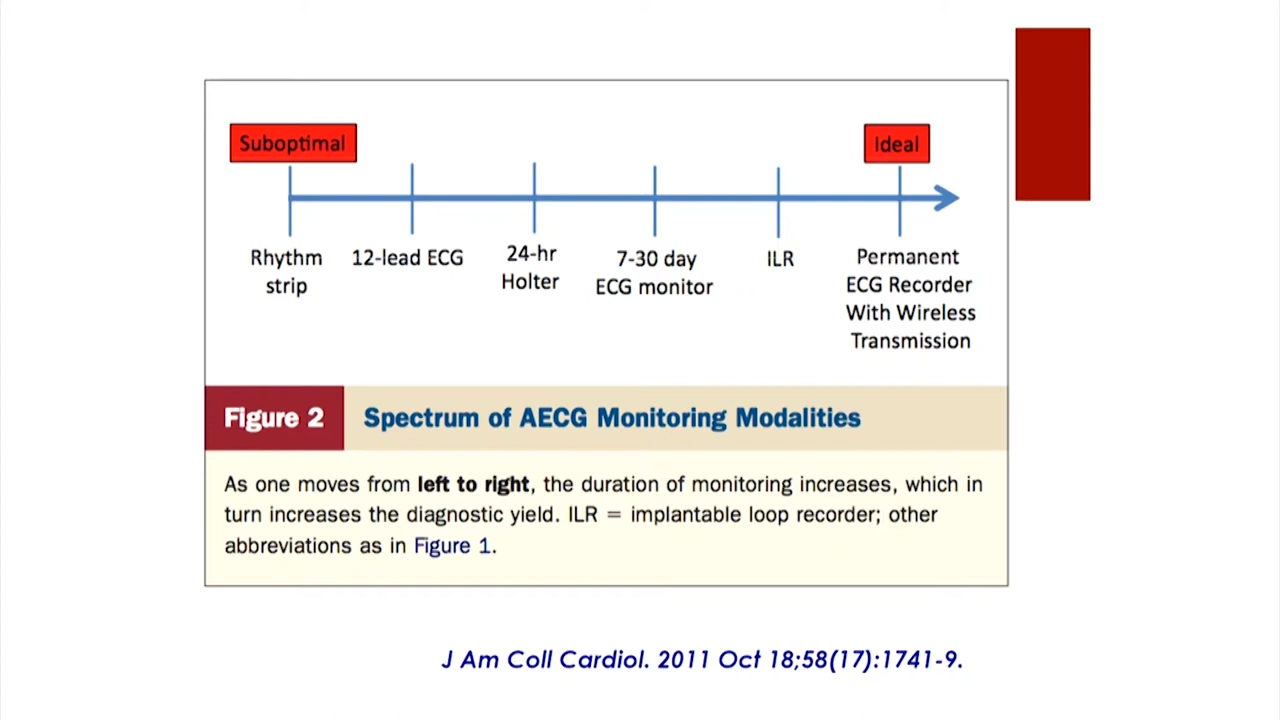 Suboptimal
Ideal
Rhythm
strip
12-lead ECG
24-hr
Holter
7-30 day
ECG monitor
ILR
Permanent
ECG Recorder
With Wireless
Transmission
Figure 2
Spectrum of AECG Monitoring Modalities
As one moves from left to right, the duration of monitoring increases, which in
turn increases the diagnostic yield. ILR = implantable loop recorder; other
abbreviations as in Figure 1.
J Am Coll Cardiol. 2011 Oct 18;58(17):1741-9.